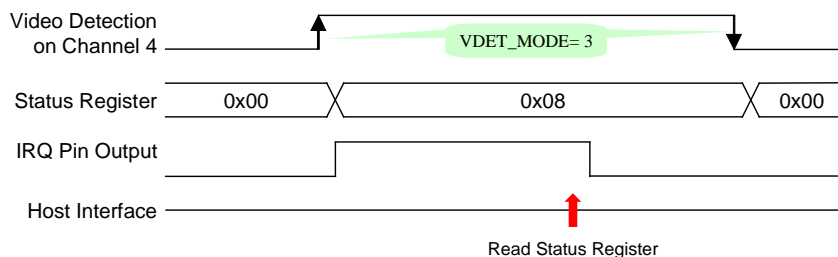 Video Detection
on Channel 4
VDET_MODE= 3
Status Register
0x00
0x08
0x00
IRQ Pin Output
Host Interface
Read Status Register